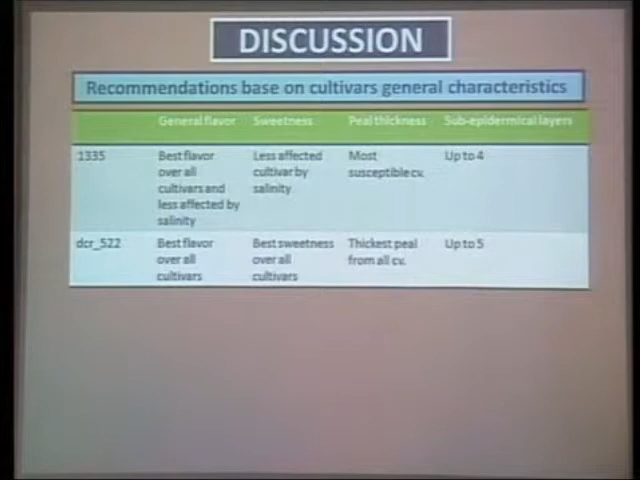 DISCUSSION
Recommendations base on cultivars general characteristics
General flavor Sweetness Peal thickness Sub-epidermical layers
1335 Best flavor over all cultivars and less affected by salinity Less affected cultivar by salinity Most susceptible cv. Up to 4
dcr_522 Best flavor over all cultivars Best sweetness over all cultivars Thickest peal from all cv. Up to 5